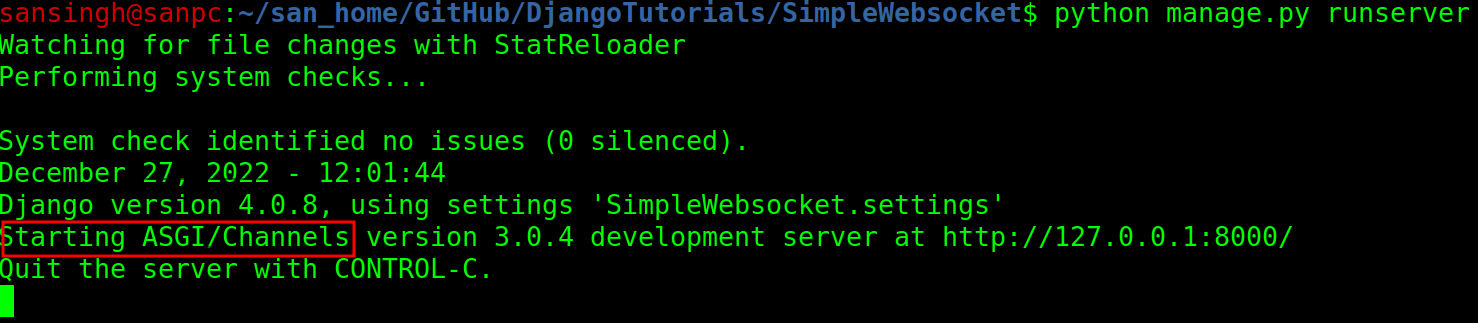 sansingh@sanpc:~/san_home/GitHub/DjangoTutorials/SimpleWebsocket$ python manage.py runserver
Watching for file changes with StatReloader
Performing system checks...
System check identified no issues (0 silenced).
December 27, 2022 - 12:01:44
Django version 4.0.8, using settings 'SimpleWebsocket.settings'
Starting ASGI/Channels version 3.0.4 development server at http://127.0.0.1:8000/
Quit the server with CONTROL-C.